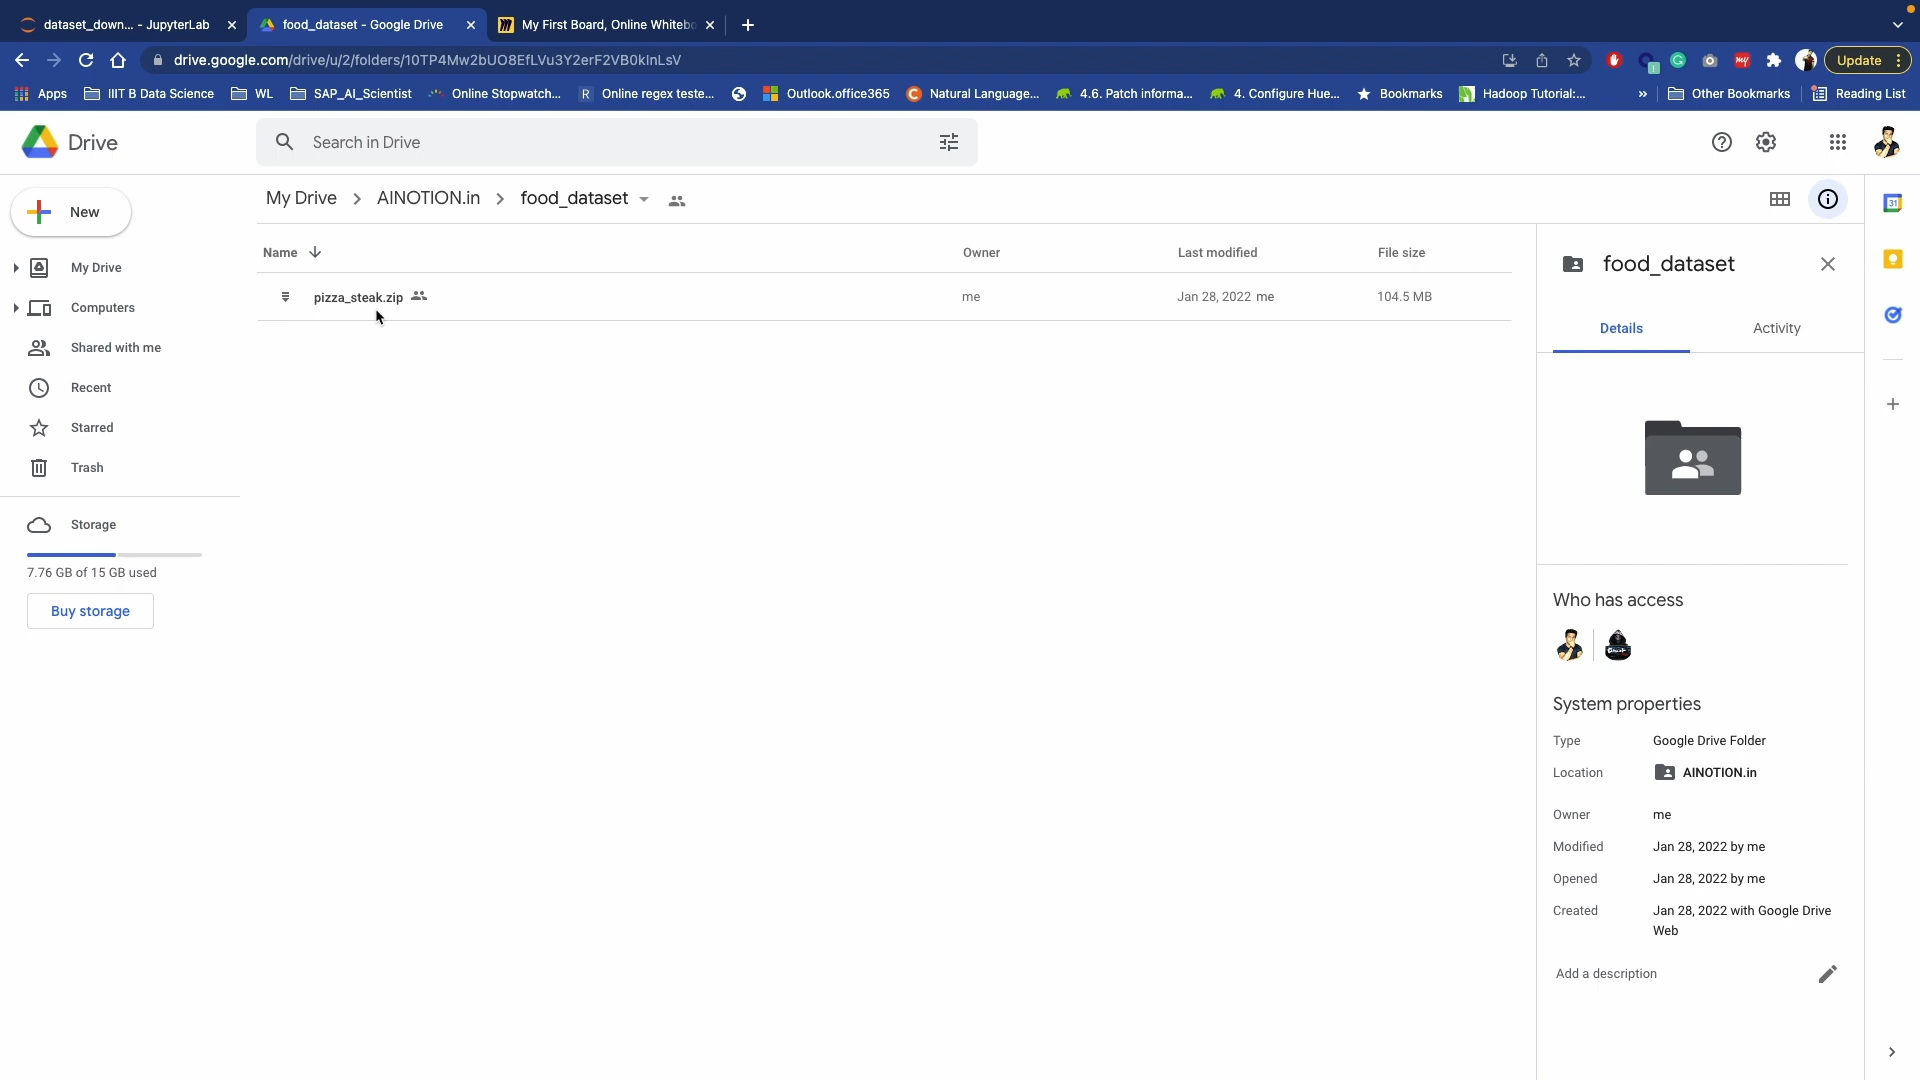 dataset_down... - JupyterLab
food_dataset - Google Drive
My First Board, Online Whitebo
drive.google.com/drive/u/2/folders/10TP4Mw2bUO8EfLVu3Y2erF2VB0kInLsV
Update
Apps
IIIT B Data Science
WL
SAP_AI_Scientist
Online Stopwatch...
Online regex teste...
Outlook.office365
Natural Language...
4.6. Patch informa...
4. Configure Hue...
Bookmarks
Hadoop Tutorial:...
»
Other Bookmarks
Reading List
Drive
Search in Drive
New
My Drive
Computers
Shared with me
Recent
Starred
Trash
Storage
7.76 GB of 15 GB used
Buy storage
My Drive > AINOTION.in > food_dataset
Name Owner Last modified File size
pizza_steak.zip me Jan 28, 2022 me 104.5 MB
food_dataset
Details Activity
Who has access
System properties
Type Google Drive Folder
Location AINOTION.in
Owner me
Modified Jan 28, 2022 by me
Opened Jan 28, 2022 by me
Created Jan 28, 2022 with Google Drive
Web
Add a description
31